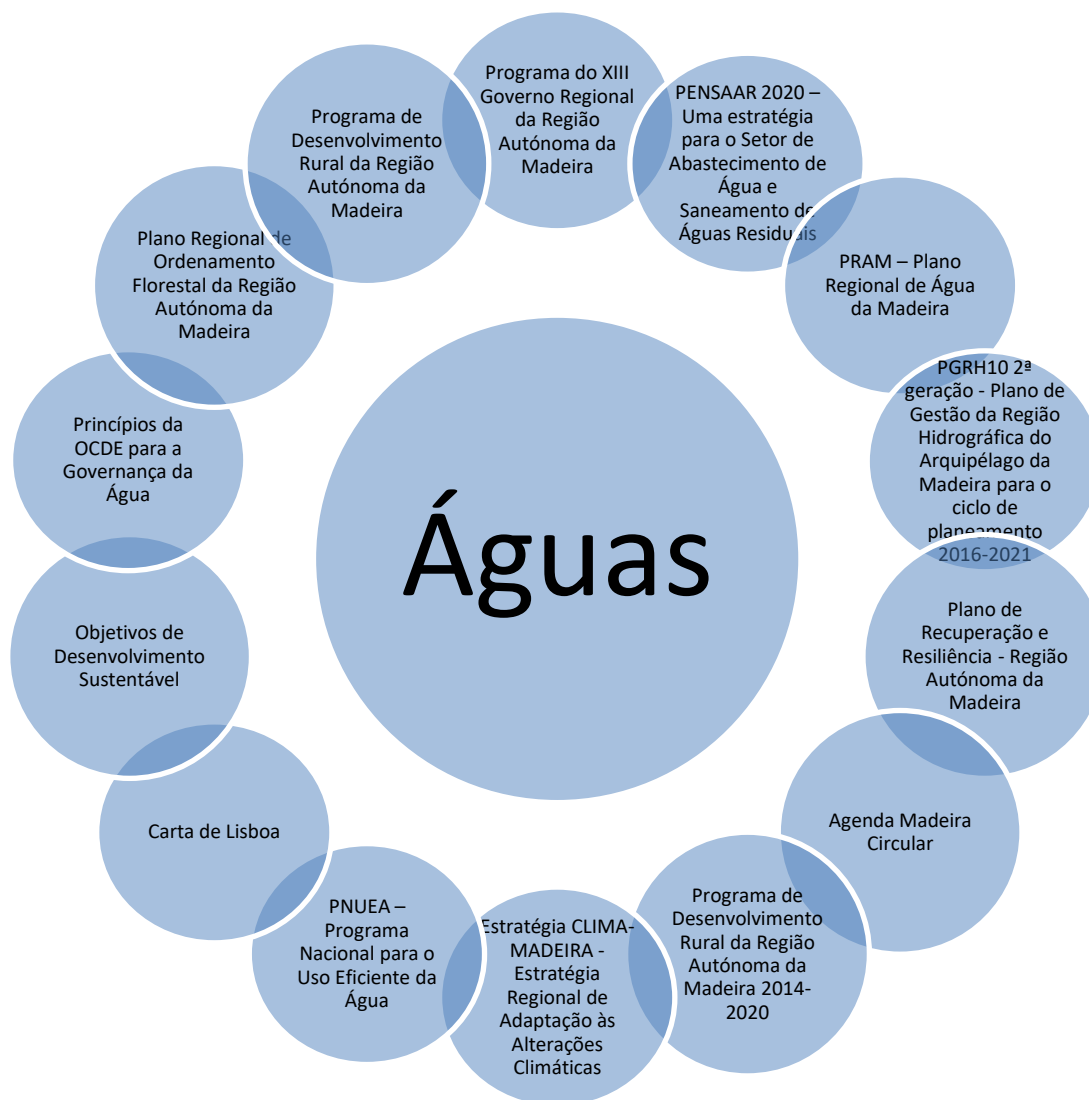 Programa do XIII
Governo Regional
da Região
Autónoma da
Madeira
PENSAAR 2020 –
Uma estratégia
para o Setor de
Abastecimento de
Água e
Saneamento de
Águas Residuais
PRAM – Plano
Regional de Água
da Madeira
PGRH10 2ª
geração - Plano de
Gestão da Região
Hidrográfica do
Arquipélago da
Madeira para o
ciclo de
planeamento
2016-2021
Plano de
Recuperação e
Resiliência - Região
Autónoma da
Madeira
Agenda Madeira
Circular
Programa de
Desenvolvimento
Rural da Região
Autónoma da
Madeira 2014-
2020
Estratégia CLIMA-
MADEIRA -
Estratégia
Regional de
Adaptação às
Alterações
Climáticas
PNUEA –
Programa
Nacional para o
Uso Eficiente da
Água
Carta de Lisboa
Objetivos de
Desenvolvimento
Sustentável
Princípios da
OCDE para a
Governança da
Água
Plano Regional de
Ordenamento
Florestal da Região
Autónoma da
Madeira
Programa de
Desenvolvimento
Rural da Região
Autónoma da
Madeira
Águas